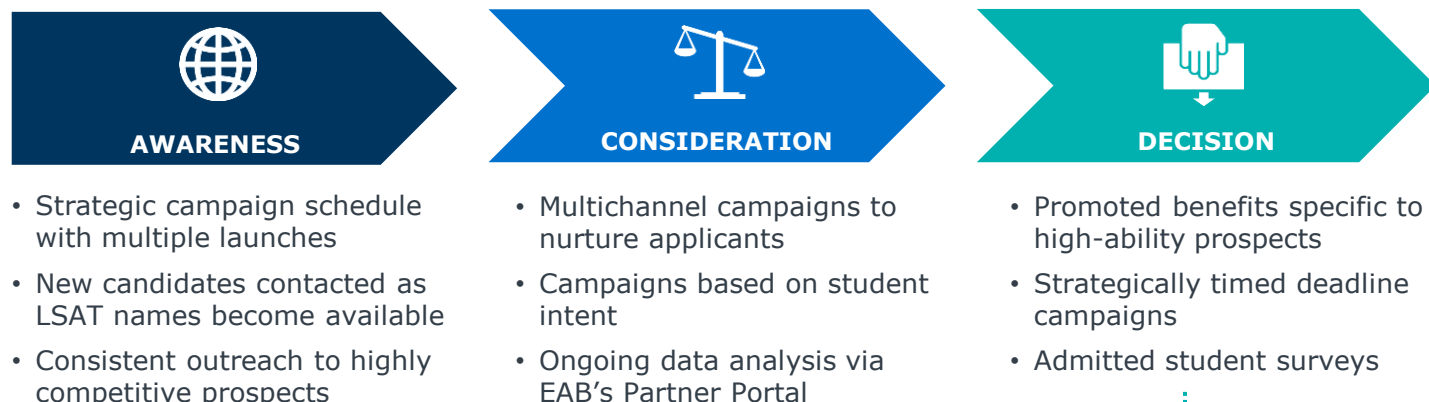 AWARENESS
• Strategic campaign schedule
with multiple launches
• New candidates contacted as
LSAT names become available
• Consistent outreach to highly
competitive prospects
CONSIDERATION
• Multichannel campaigns to
nurture applicants
• Campaigns based on student
intent
• Ongoing data analysis via
EAB’s Partner Portal
DECISION
• Promoted benefits specific to
high-ability prospects
• Strategically timed deadline
campaigns
• Admitted student surveys